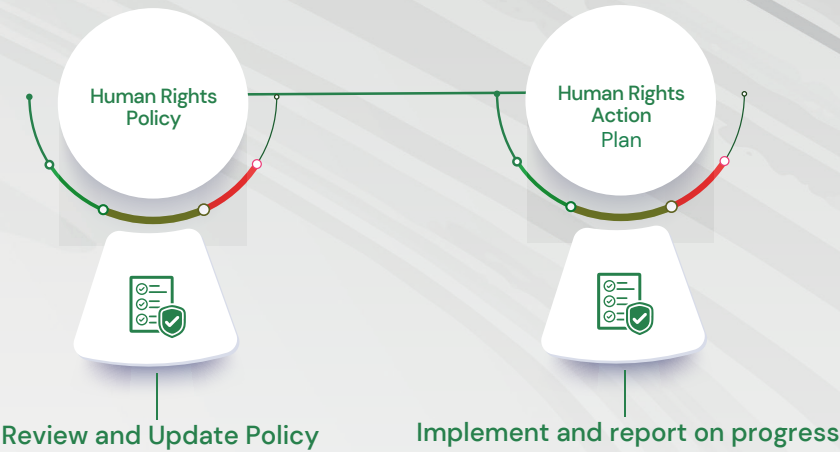 Human Rights
Policy
Human Rights
Action
Plan
Review and Update Policy
Implement and report on progress